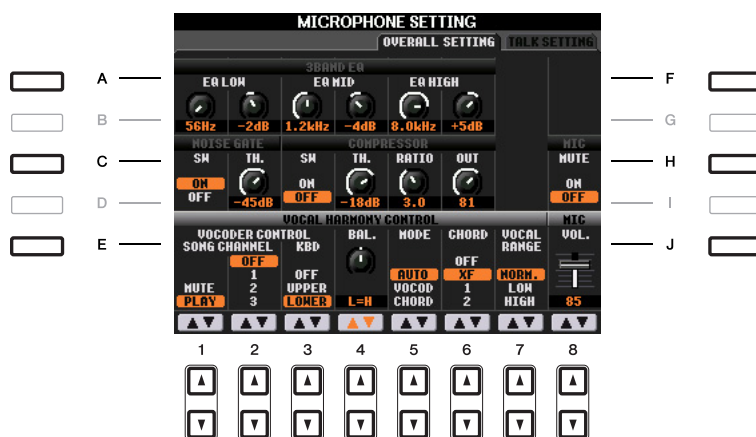 MICROPHONE SETTING
OVERALL SETTING TALK SETTING
3BAND EQ
A F
EQ LOW EQ MID EQ HIGH
B G
56Hz -2dB 1.2kHz -4dB 8.0kHz +5dB
NOISE GATE COMPRESSOR MIC
C SW TH. SW TH. RATIO OUT MUTE H
ON ON ON
D OFF -45dB OFF -18dB 3.0 81 OFF I
VOCAL HARMONY CONTROL MIC
VOCODER CONTROL BAL. MODE CHORD VOCAL VOL.
E SONG CHANNEL KBD RANGE J
OFF OFF
1 OFF AUTO XF NORM.
MUTE 2 UPPER VOCOD 1 LOW
PLAY 3 LOWER L=H CHORD 2 HIGH 85
1 2 3 4 5 6 7 8